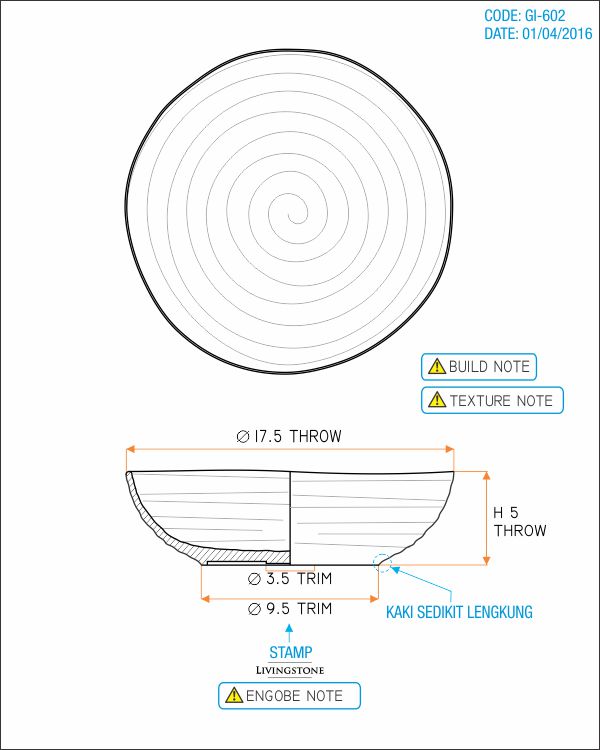 CODE: GI-602
DATE: 01/04/2016
BUILD NOTE
TEXTURE NOTE
Ø 17.5 THROW
H 5
THROW
Ø 3.5 TRIM
Ø 9.5 TRIM
KAKI SEDIKIT LENGKUNG
STAMP
LIVINGSTONE
ENGOBE NOTE